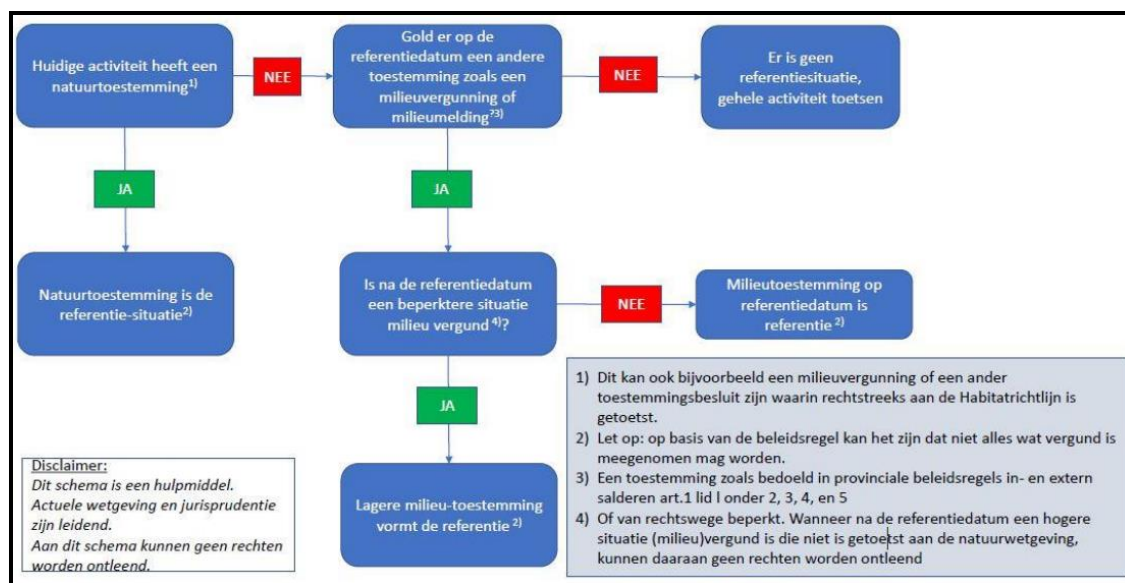 Huidige activiteit heeft een
natuurtoestemming1)
NEE
Gold er op de
referentiedatum een andere
toestemming zoals een
milieuvergunning of
milieumelding?3)
NEE
Er is geen
referentiesituatie,
gehele activiteit toetsen
JA
JA
Natuurtoestemming is de
referentie-situatie2)
Is na de referentiedatum
een beperktere situatie
milieu vergund 4)?
NEE
Milieutoestemming op
referentiedatum is
referentie 2)
JA
Lagere milieu-toestemming
vormt de referentie 2)
Disclaimer:
Dit schema is een hulpmiddel.
Actuele wetgeving en jurisprudentie
zijn leidend.
Aan dit schema kunnen geen rechten
worden ontleend.
1) Dit kan ook bijvoorbeeld een milieuvergunning of een ander
toestemmingsbesluit zijn waarin rechtstreeks aan de Habitatrichtlijn is
getoetst.
2) Let op: op basis van de beleidsregel kan het zijn dat niet alles wat vergund is
meegenomen mag worden.
3) Een toestemming zoals bedoeld in provinciale beleidsregels in- en extern
salderen art.1 lid l onder 2, 3, 4, en 5
4) Of van rechtswege beperkt. Wanneer na de referentiedatum een hogere
situatie (milieu)vergund is die niet is getoetst aan de natuurwetgeving,
kunnen daaraan geen rechten worden ontleend